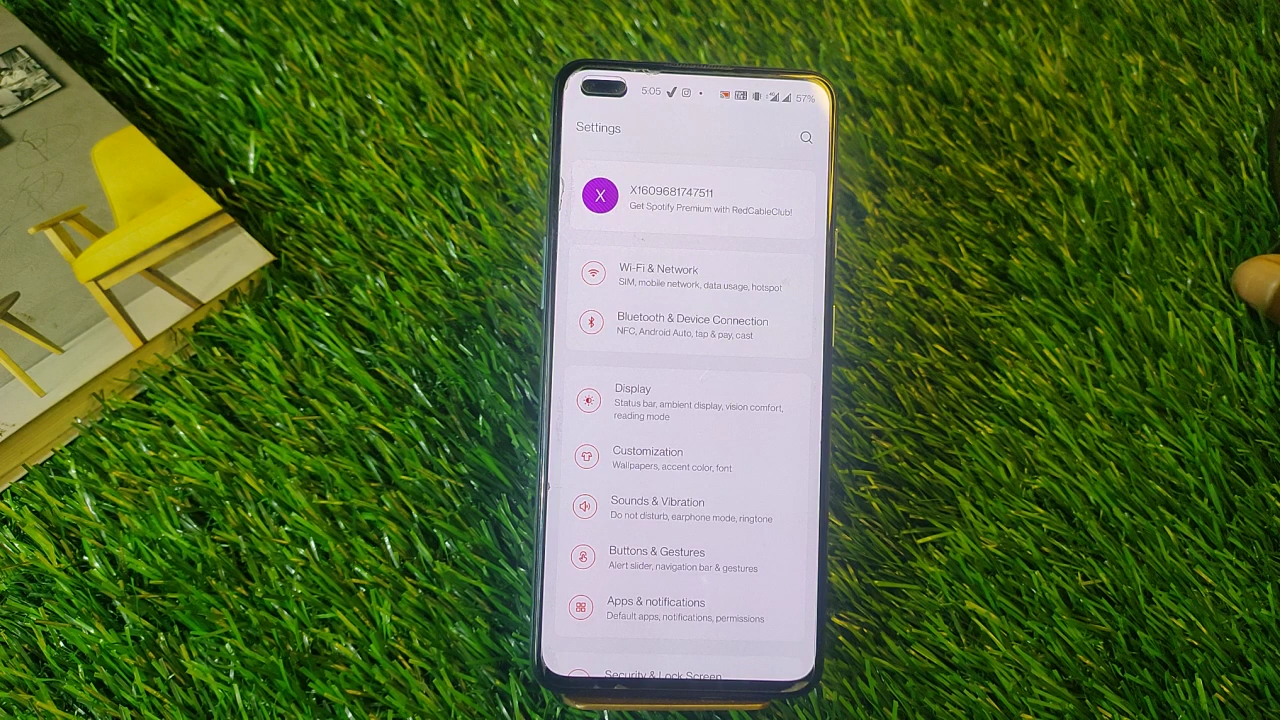 5:05
57%
Settings
X
X1609681747511
Get Spotify Premium with RedCableClub!
Wi-Fi & Network
SIM, mobile network, data usage, hotspot
Bluetooth & Device Connection
NFC, Android Auto, tap & pay, cast
Display
Status bar, ambient display, vision comfort,
reading mode
Customization
Wallpapers, accent color, font
Sounds & Vibration
Do not disturb, earphone mode, ringtone
Buttons & Gestures
Alert slider, navigation bar & gestures
Apps & notifications
Default apps, notifications, permissions
Security & Lock Screen